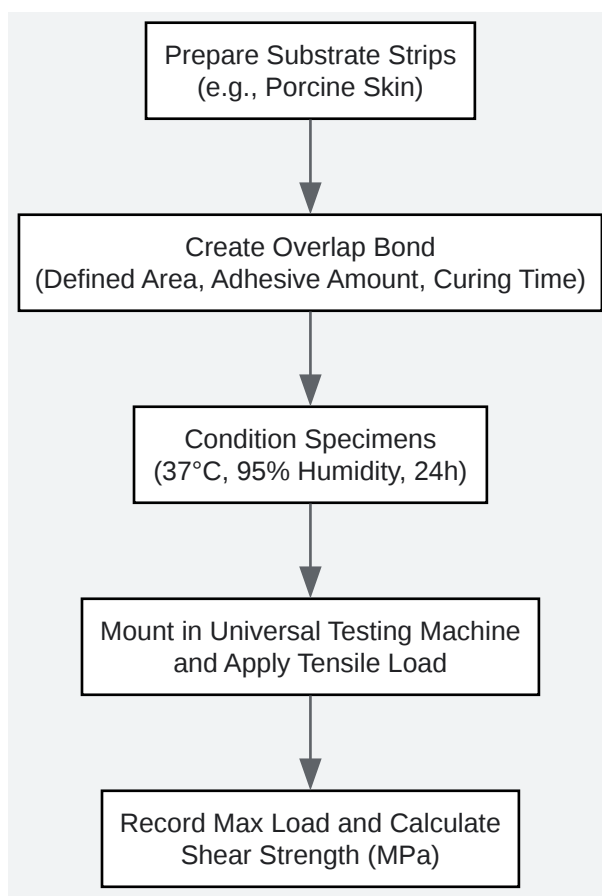 Prepare Substrate Strips
(e.g., Porcine Skin)
Create Overlap Bond
(Defined Area, Adhesive Amount, Curing Time)
Condition Specimens
(37°C, 95% Humidity, 24h)
Mount in Universal Testing Machine
and Apply Tensile Load
Record Max Load and Calculate
Shear Strength (MPa)